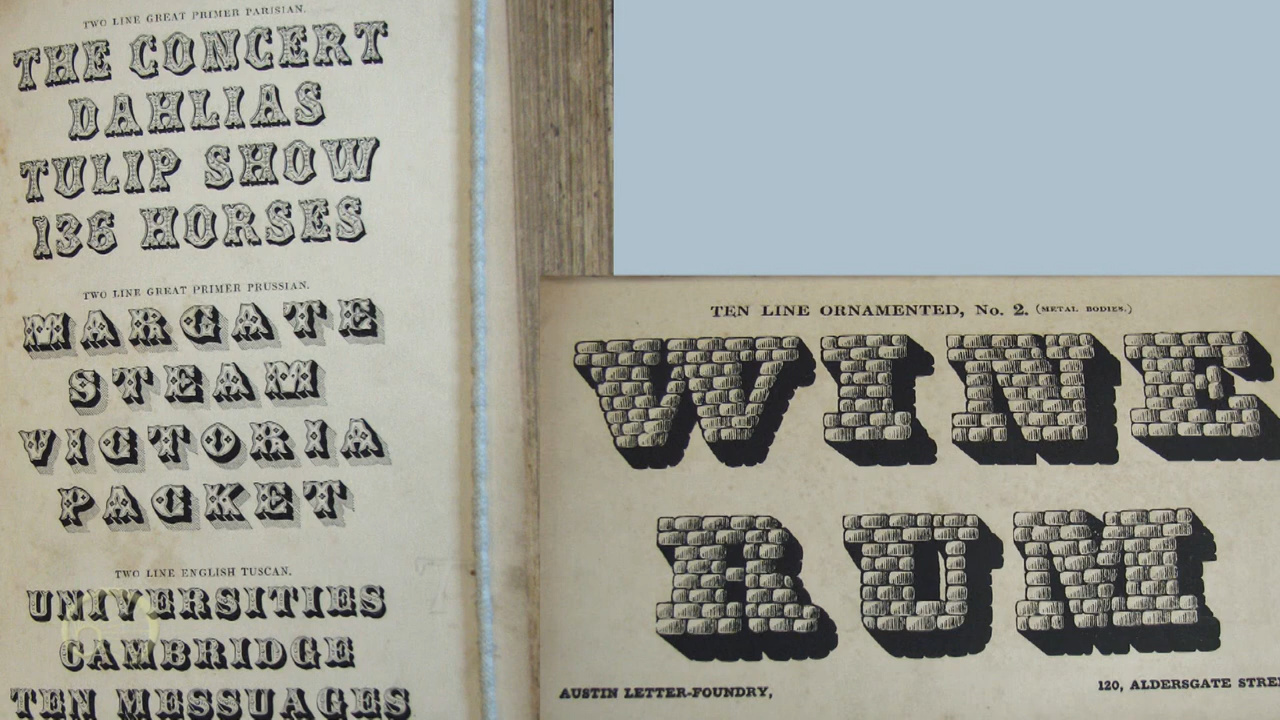 TWO LINE GREAT PRIMER PARISIAN.
THE CONCERT
DAHLIAS
TULIP SHOW
136 HORSES
TWO LINE GREAT PRIMER PRUSSIAN.
MARGATE
STEAM
VICTORIA
PACKET
TWO LINE ENGLISH TUSCAN.
UNIVERSITIES
CAMBRIDGE
TEN MESSUAGES
TEN LINE ORNAMENTED, No. 2. (METAL BODIES.)
WINE
RUM
AUSTIN LETTER-FOUNDRY,
120, ALDERSGATE STRE